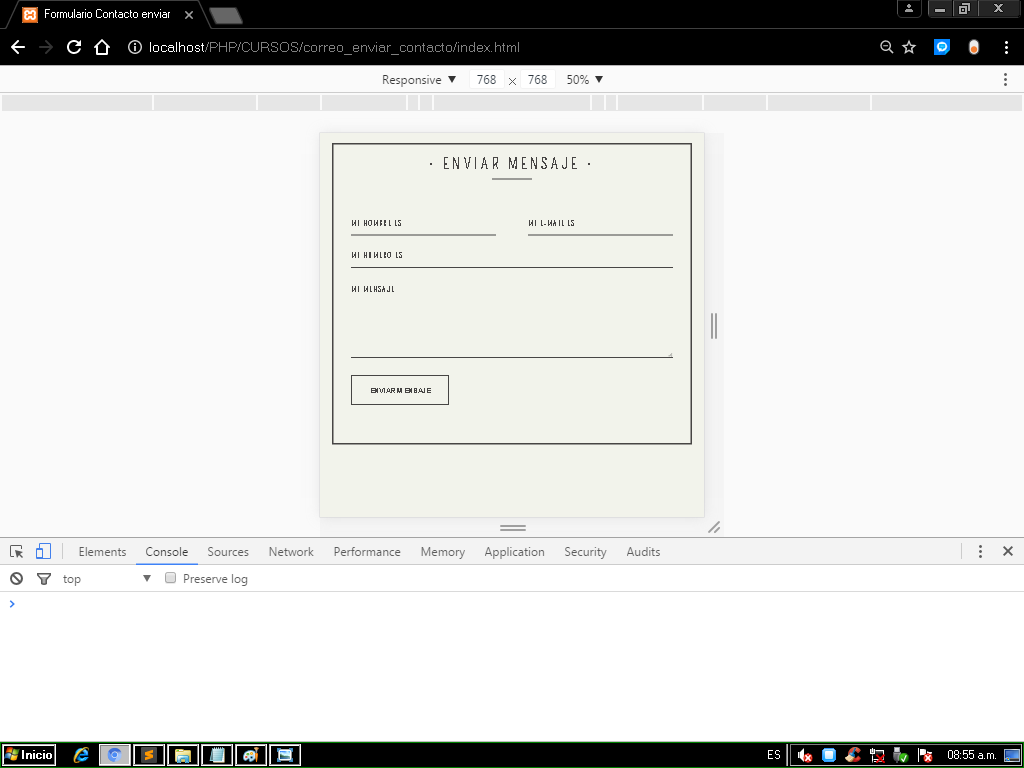 Formulario Contacto enviar
localhost/PHP/CURSOS/correo_enviar_contacto/index.html
Responsive 768 × 768 50%
· ENVIAR MENSAJE ·
MI NOMBRE ES MI E-MAIL ES
MI NUMERO ES
MI MENSAJE
ENVIAR MENSAJE
Elements Console Sources Network Performance Memory Application Security Audits
top Preserve log
Inicio ES 08:55 a.m.